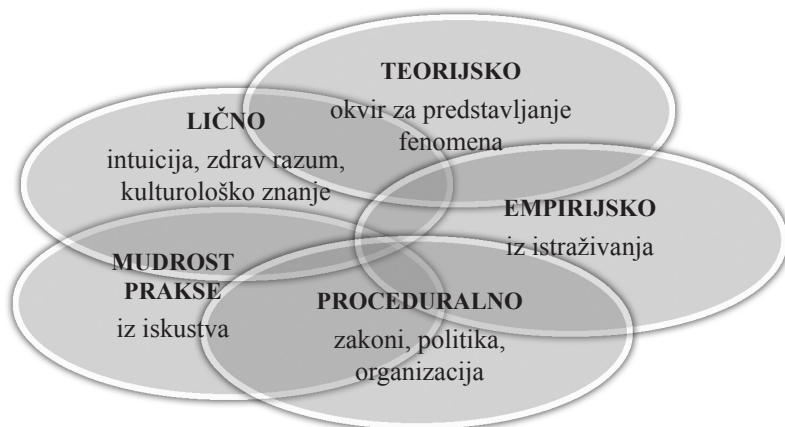 TEORIJSKO
okvir za predstavljanje
fenomena
LIČNO
intuicija, zdrav razum,
kulturološko znanje
EMPIRIJSKO
iz istraživanja
MUDROST
PRAKSE
iz iskustva
PROCEDURALNO
zakoni, politika,
organizacija